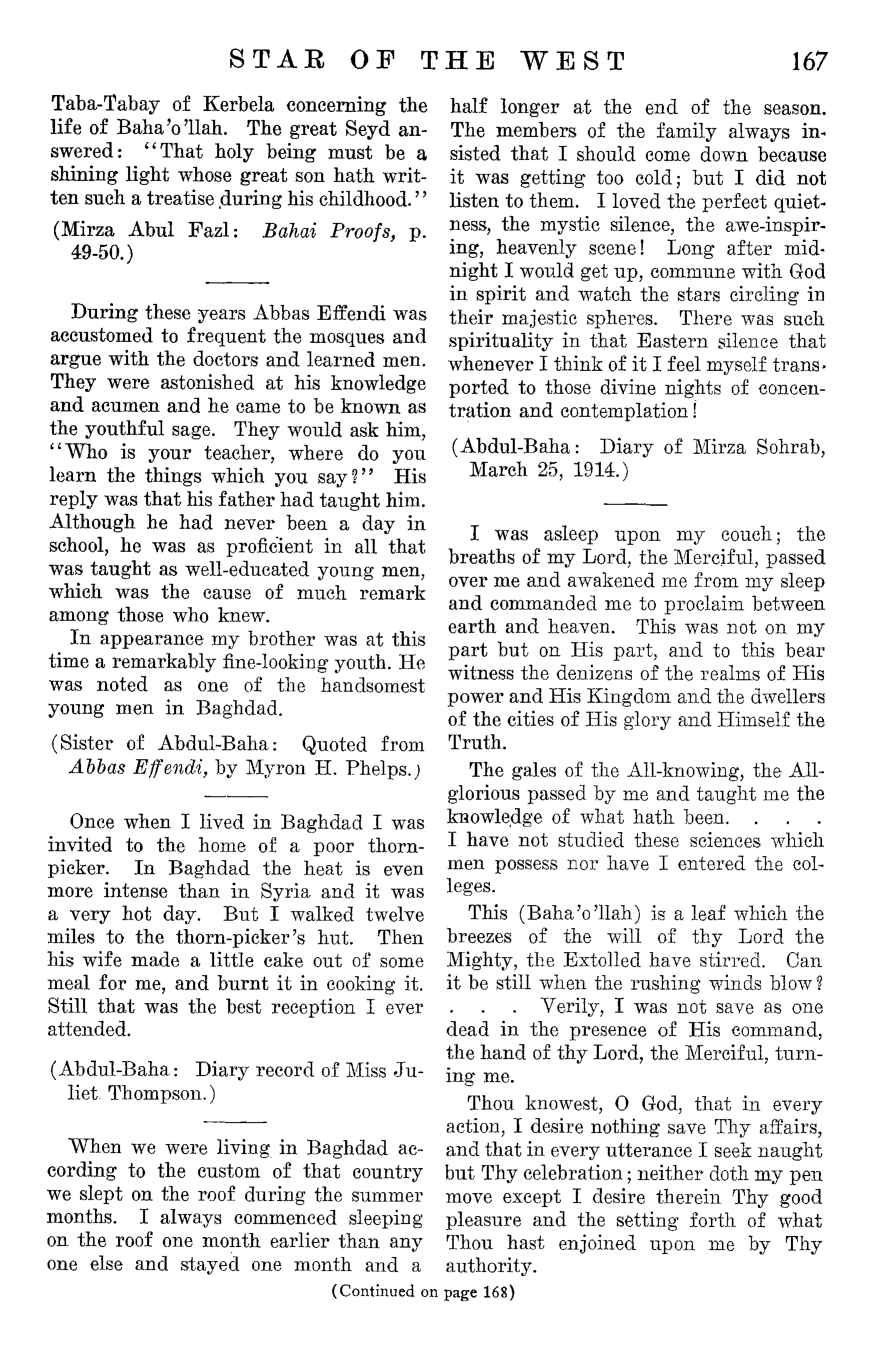 STAR OF THE WEST 167
Taba-Tabay of Kerbela concerning the
life of Baha'o'llah. The great Seyd an-
swered: "That holy being must be a
shining light whose great son hath writ-
ten such a treatise during his childhood."
(Mirza Abul Fazl: Bahai Proofs, p.
49-50.)
During these years Abbas Effendi was
accustomed to frequent the mosques and
argue with the doctors and learned men.
They were astonished at his knowledge
and acumen and he came to be known as
the youthful sage. They would ask him,
"Who is your teacher, where do you
learn the things which you say?" His
reply was that his father had taught him.
Although he had never been a day in
school, he was as proficient in all that
was taught as well-educated young men,
which was the cause of much remark
among those who knew.
In appearance my brother was at this
time a remarkably fine-looking youth. He
was noted as one of the handsomest
young men in Baghdad.
(Sister of Abdul-Baha: Quoted from
Abbas Effendi, by Myron H. Phelps.)
Once when I lived in Baghdad I was
invited to the home of a poor thorn-
picker. In Baghdad the heat is even
more intense than in Syria and it was
a very hot day. But I walked twelve
miles to the thorn-picker's hut. Then
his wife made a little cake out of some
meal for me, and burnt it in cooking it.
Still that was the best reception I ever
attended.
(Abdul-Baha: Diary record of Miss Ju-
liet Thompson.)
When we were living in Baghdad ac-
cording to the custom of that country
we slept on the roof during the summer
months. I always commenced sleeping
on the roof one month earlier than any
one else and stayed one month and a
half longer at the end of the season.
The members of the family always in-
sisted that I should come down because
it was getting too cold; but I did not
listen to them. I loved the perfect quiet-
ness, the mystic silence, the awe-inspir-
ing, heavenly scene! Long after mid-
night I would get up, commune with God
in spirit and watch the stars circling in
their majestic spheres. There was such
spirituality in that Eastern silence that
whenever I think of it I feel myself trans-
ported to those divine nights of concen-
tration and contemplation!
(Abdul-Baha: Diary of Mirza Sohrab,
March 25, 1914.)
I was asleep upon my couch; the
breaths of my Lord, the Merciful, passed
over me and awakened me from my sleep
and commanded me to proclaim between
earth and heaven. This was not on my
part but on His part, and to this bear
witness the denizens of the realms of His
power and His Kingdom and the dwellers
of the cities of His glory and Himself the
Truth.
The gales of the All-knowing, the All-
glorious passed by me and taught me the
knowledge of what hath been. . . .
I have not studied these sciences which
men possess nor have I entered the col-
leges.
This (Baha'o'llah) is a leaf which the
breezes of the will of thy Lord the
Mighty, the Extolled have stirred. Can
it be still when the rushing winds blow?
. . . Verily, I was not save as one
dead in the presence of His command,
the hand of thy Lord, the Merciful, turn-
ing me.
Thou knowest, O God, that in every
action, I desire nothing save Thy affairs,
and that in every utterance I seek naught
but Thy celebration; neither doth my pen
move except I desire therein Thy good
pleasure and the setting forth of what
Thou hast enjoined upon me by Thy
authority.
(Continued on page 168)